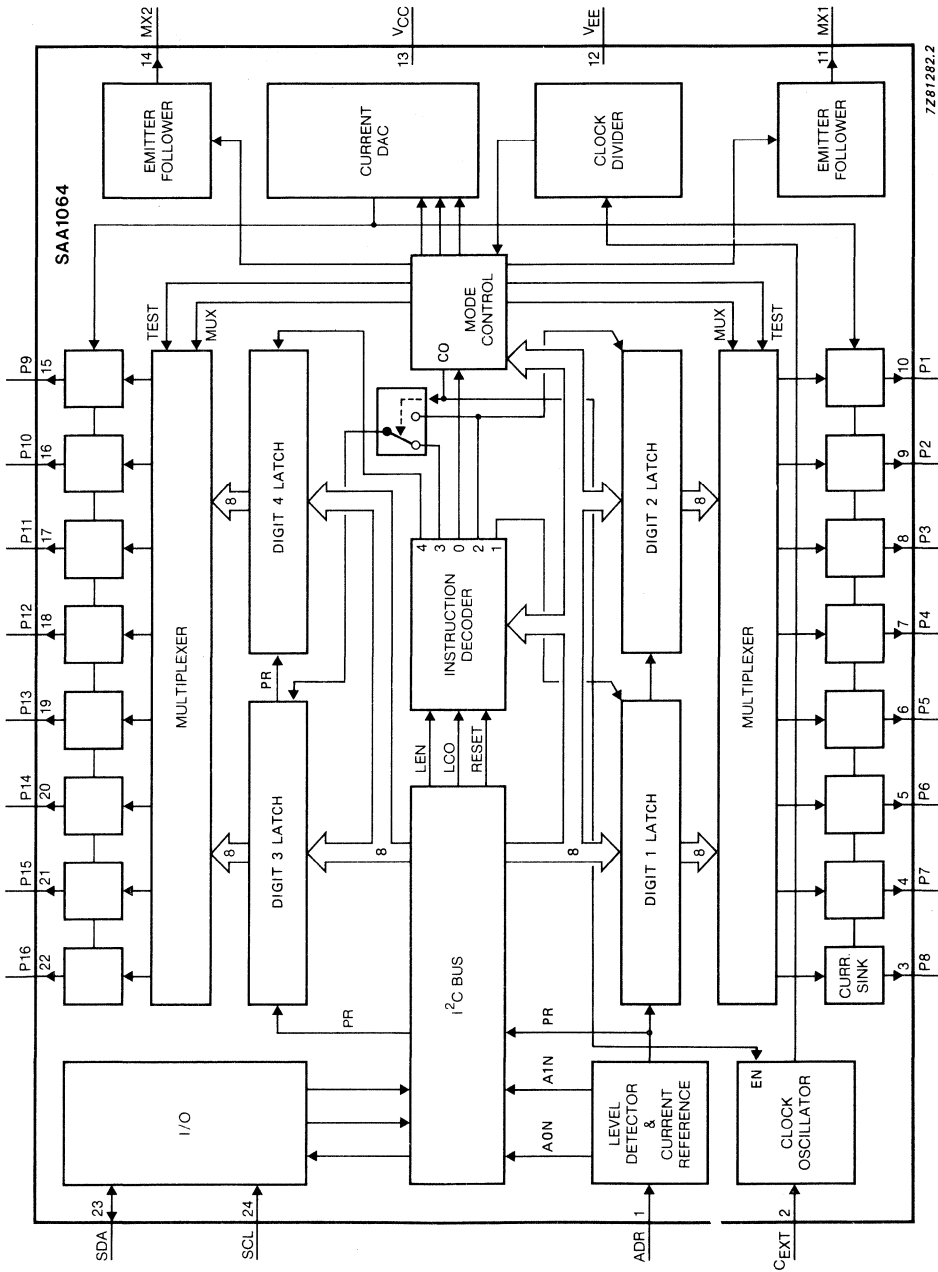 SAA1064
SDA
23
SCL
24
ADR
1
CEXT
2
I/O
LEVEL
DETECTOR
&
CURRENT
REFERENCE
CLOCK
OSCILLATOR
EN
A0N
A1N
PR
PR
I²C BUS
LEN
LCO
RESET
INSTRUCTION
DECODER
4
3
0
2
1
CO
MODE
CONTROL
DIGIT 3 LATCH
PR
DIGIT 4 LATCH
8
8
8
MULTIPLEXER
TEST
MUX
DIGIT 1 LATCH
DIGIT 2 LATCH
8
8
8
MULTIPLEXER
MUX
TEST
CURR.
SINK
P16
22
P15
21
P14
20
P13
19
P12
18
P11
17
P10
16
P9
15
3
P8
4
P7
5
P6
6
P5
7
P4
8
P3
9
P2
10
P1
EMITTER
FOLLOWER
14
MX2
CURRENT
DAC
13
VCC
CLOCK
DIVIDER
12
VEE
EMITTER
FOLLOWER
11
MX1
7Z81282.2